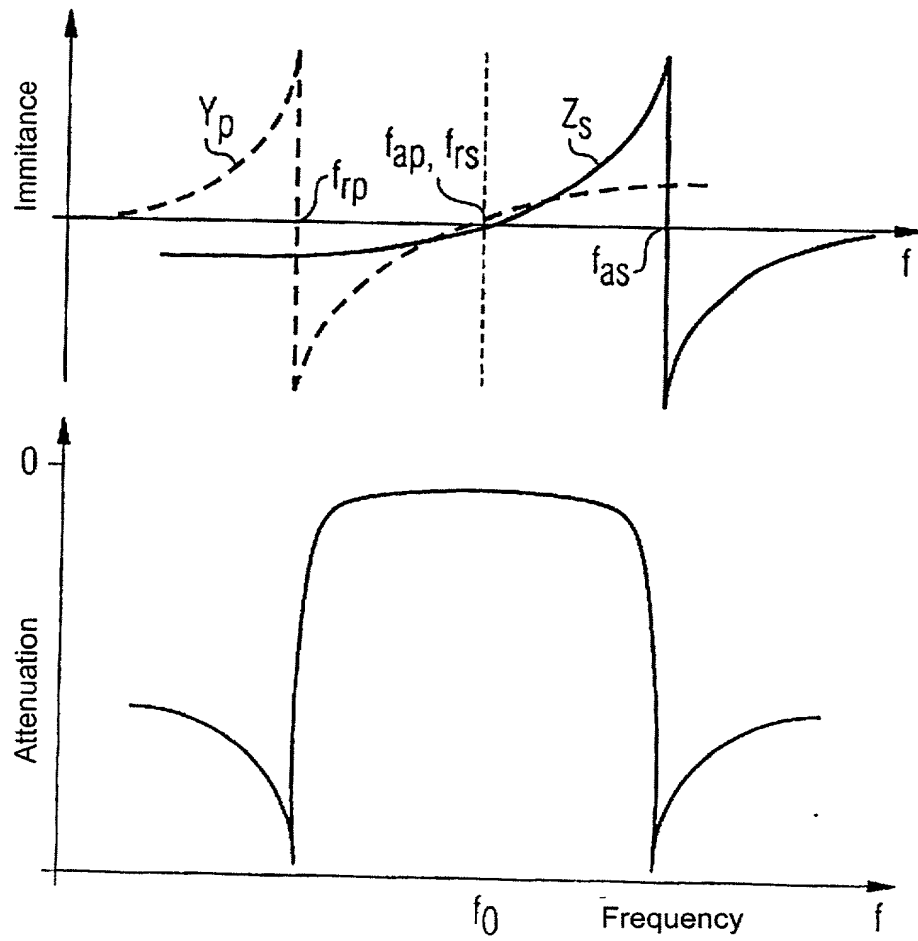 Immitance
Yp
frp
fap, frs
Zs
fas
f
0
Attenuation
f0
Frequency
f